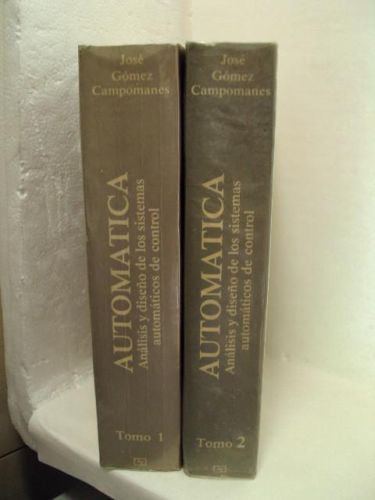 José
Gómez
Campomanes
AUTOMATICA
Análisis y diseño de los sistemas
automáticos de control
Tomo 1
José
Gómez
Campomanes
AUTOMATICA
Análisis y diseño de los sistemas
automáticos de control
Tomo 2